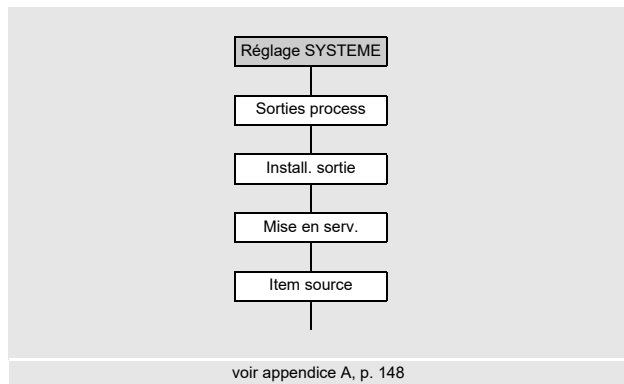 Réglage SYSTEME
Sorties process
Install. sortie
Mise en serv.
Item source
voir appendice A, p. 148